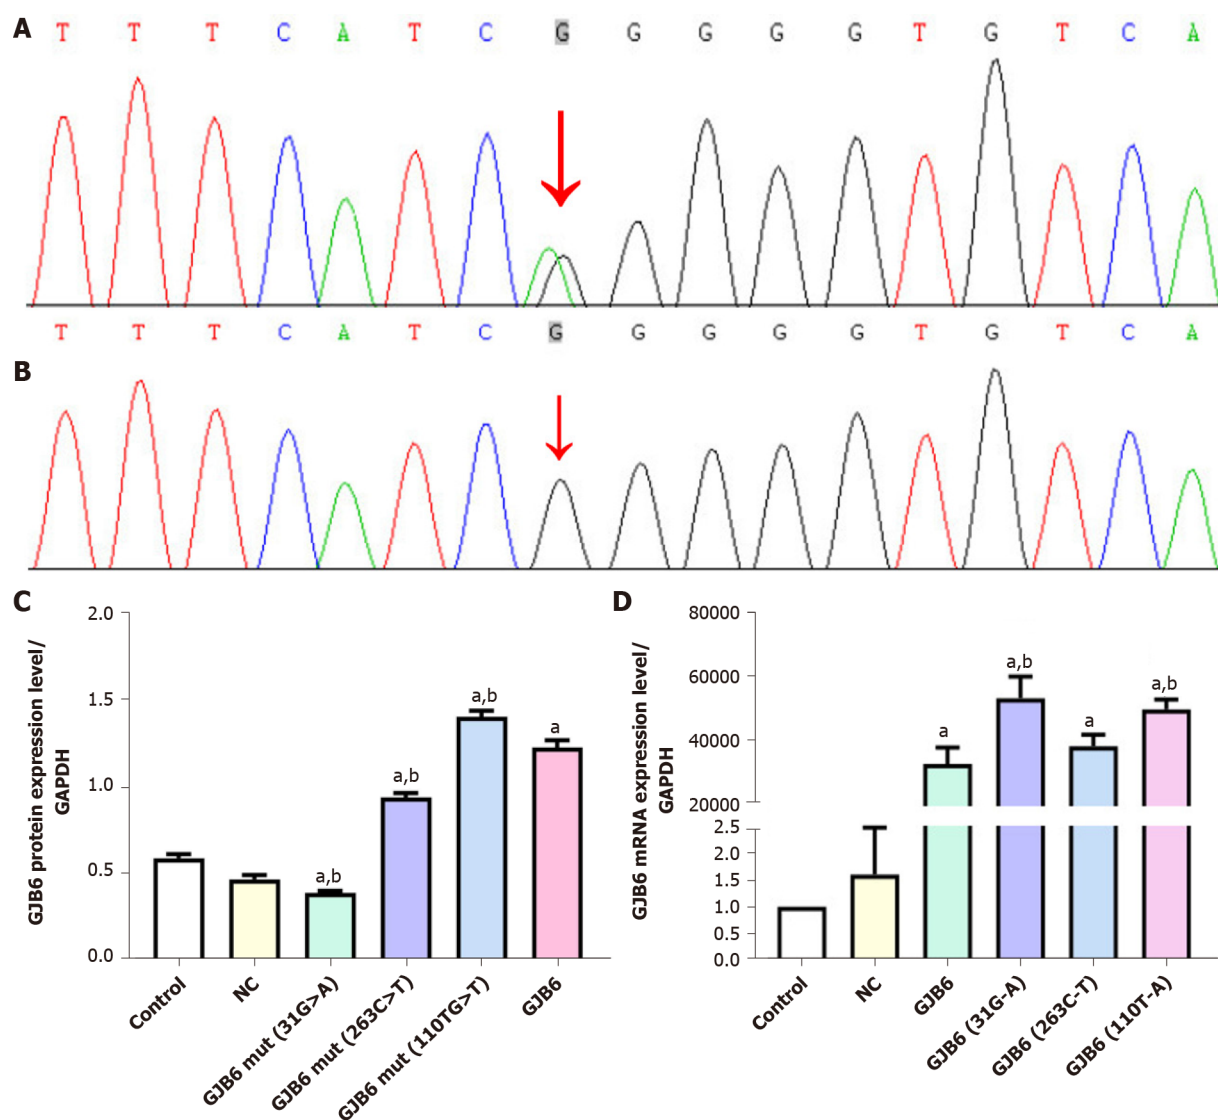 A
T T T C A T C G G G G G T G T C A
T T T C A T C G G G G G T G T C A
B
C
GJB6 protein expression level/
GAPDH
2.0
1.5
1.0
0.5
0.0
a,b
a,b
a,b
a
Control
NC
GJB6 mut (31G>A)
GJB6 mut (263C>T)
GJB6 mut (110TG>T)
GJB6
D
GJB6 mRNA expression level/
GAPDH
80000
60000
40000
20000
2.5
2.0
1.5
1.0
0.5
0.0
a
a,b
a
a,b
Control
NC
GJB6
GJB6 (31G-A)
GJB6 (263C-T)
GJB6 (110T-A)